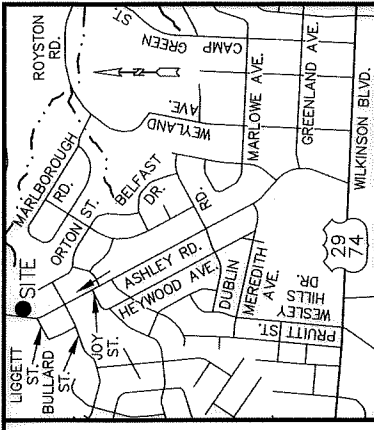 ROYSTON
RD.
CAMP GREEN
ST.
MARLBOROUGH
RD.
WEYLAND
AVE.
MARLOWE AVE.
GREENLAND AVE.
WILKINSON BLVD.
BELFAST
DR.
ORTON ST.
SITE
ASHLEY RD.
RD.
DUBLIN
HEYWOOD AVE.
MEREDITH
AVE.
29
74
WESLEY
HILLS
DR.
PRUITT
ST.
LIGGETT
ST.
BULLARD
ST.
JOY
ST.